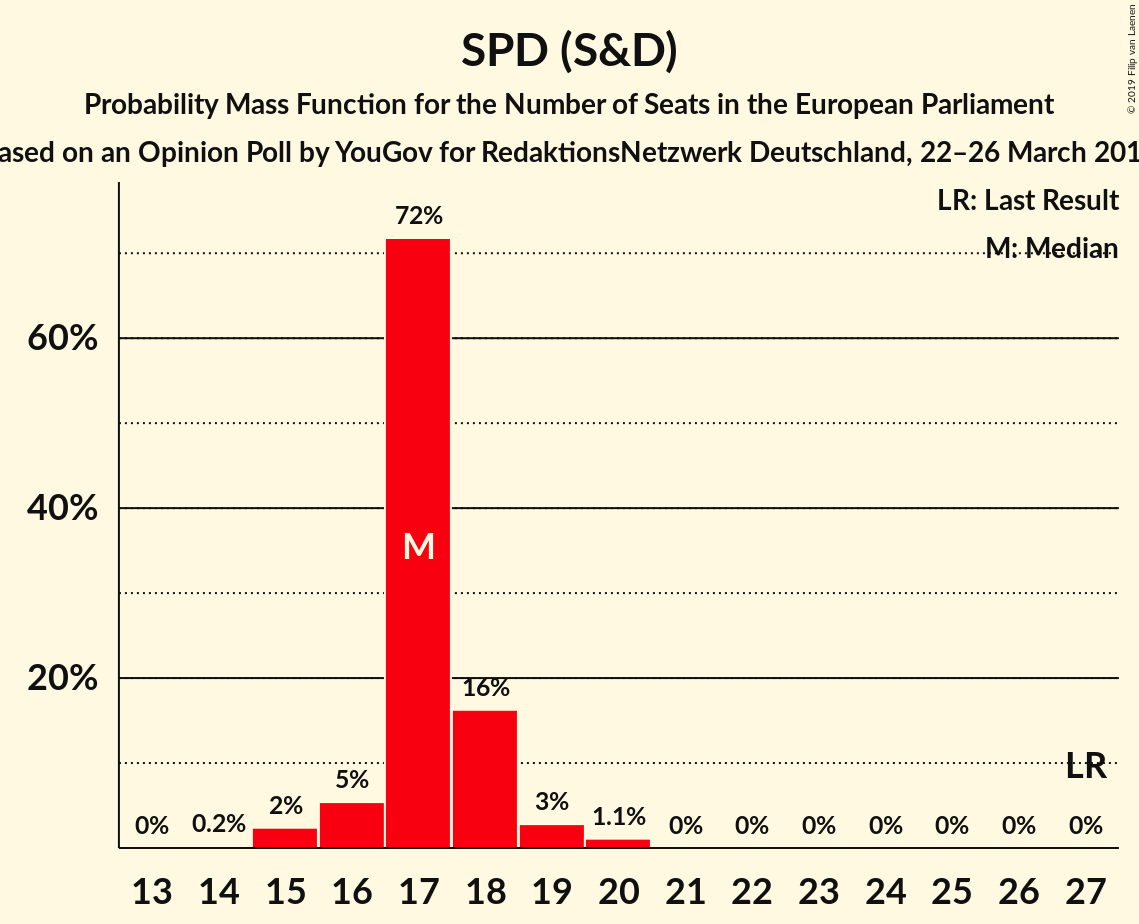 SPD (S&D)
Probability Mass Function for the Number of Seats in the European Parliament
ased on an Opinion Poll by YouGov for RedaktionsNetzwerk Deutschland, 22–26 March 201
© 2019 Filip van Laenen
LR: Last Result
M: Median
72%
60%
40%
M
20%
16%
LR
5%
2%
3%
1.1%
0%
0.2%
0%
0%
0%
0%
0%
0%
0%
13 14 15 16 17 18 19 20 21 22 23 24 25 26 27